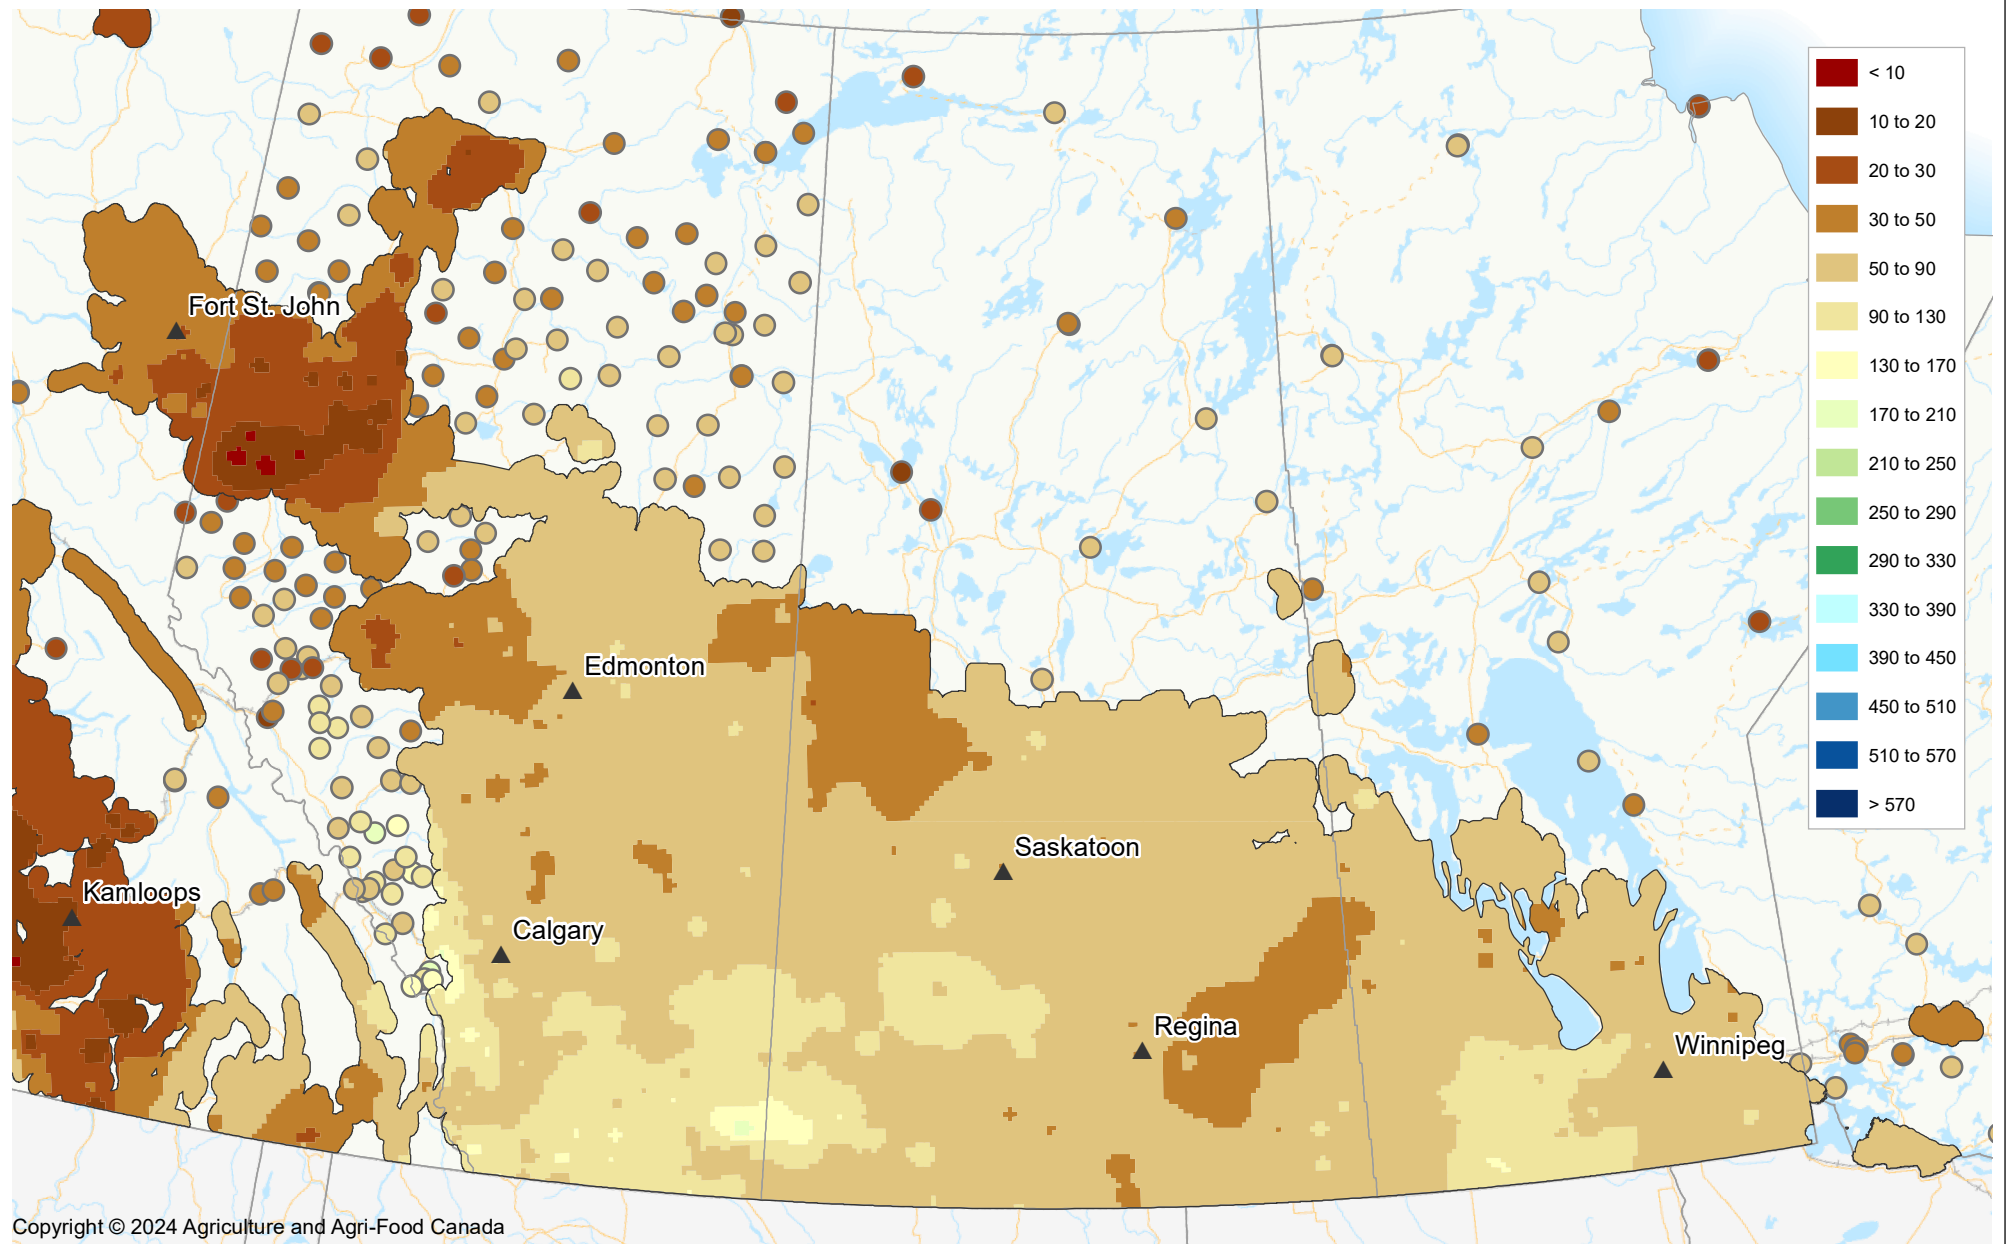 < 10
10 to 20
20 to 30
30 to 50
50 to 90
90 to 130
130 to 170
170 to 210
210 to 250
250 to 290
290 to 330
330 to 390
390 to 450
450 to 510
510 to 570
> 570
Fort St. John
Edmonton
Saskatoon
Kamloops
Calgary
Regina
Winnipeg
Copyright © 2024 Agriculture and Agri-Food Canada